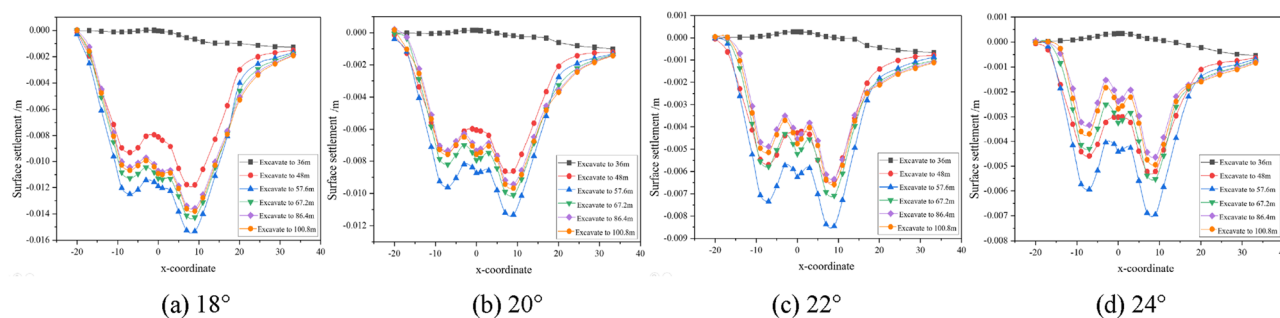 0.000
-0.002
-0.004
-0.006
-0.008
-0.010
-0.012
-0.014
-0.016
Surface settlement /m
-20 -10 0 10 20 30 40
x-coordinate
Excavate to 36m
Excavate to 48m
Excavate to 57.6m
Excavate to 67.2m
Excavate to 86.4m
Excavate to 100.8m
(a) 18°
0.000
-0.002
-0.004
-0.006
-0.008
-0.010
-0.012
Surface settlement /m
-20 -10 0 10 20 30 40
x-coordinate
Excavate to 36m
Excavate to 48m
Excavate to 57.6m
Excavate to 67.2m
Excavate to 86.4m
Excavate to 100.8m
(b) 20°
0.001
0.000
-0.001
-0.002
-0.003
-0.004
-0.005
-0.006
-0.007
-0.008
-0.009
Surface settlement /m
-20 -10 0 10 20 30 40
x-coordinate
Excavate to 36m
Excavate to 48m
Excavate to 57.6m
Excavate to 67.2m
Excavate to 86.4m
Excavate to 100.8m
(c) 22°
0.001
0.000
-0.001
-0.002
-0.003
-0.004
-0.005
-0.006
-0.007
-0.008
Surface settlement /m
-20 -10 0 10 20 30 40
x-coordinate
Excavate to 36m
Excavate to 48m
Excavate to 57.6m
Excavate to 67.2m
Excavate to 86.4m
Excavate to 100.8m
(d) 24°